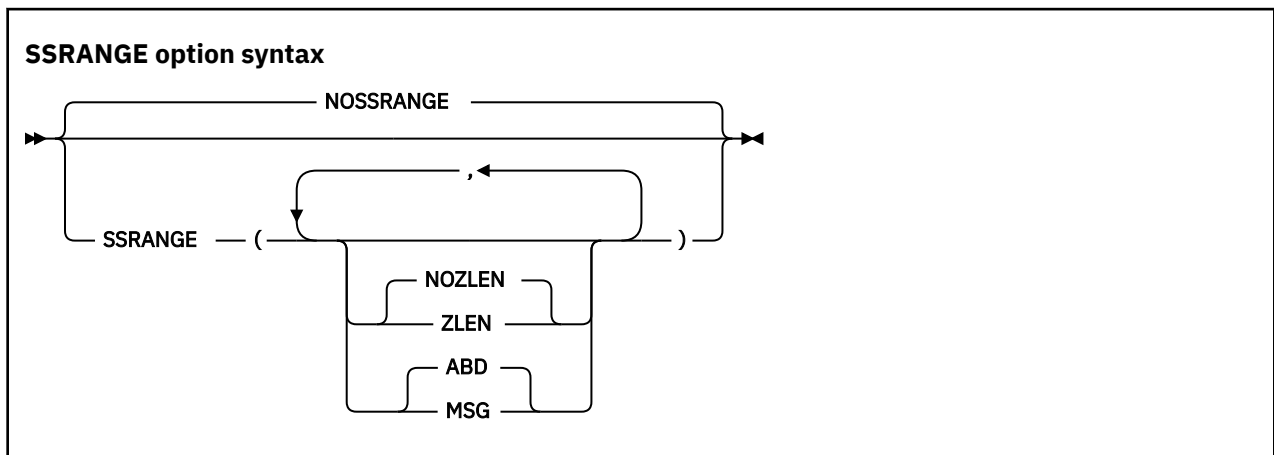 SSRANGE option syntax
NOSSRANGE
,
SSRANGE ( )
NOZLEN
ZLEN
ABD
MSG